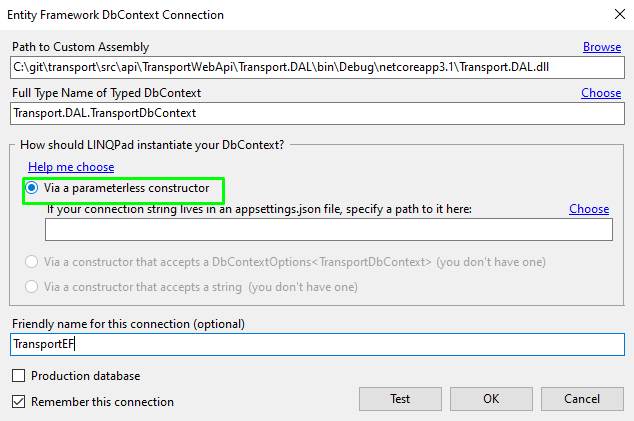 Entity Framework DbContext Connection
Path to Custom Assembly Browse
C:\git\transport\src\api\TransportWebApi\Transport.DAL\bin\Debug\netcoreapp3.1\Transport.DAL.dll
Full Type Name of Typed DbContext Choose
Transport.DAL.TransportDbContext
How should LINQPad instantiate your DbContext?
Help me choose
Via a parameterless constructor
If your connection string lives in an appsettings.json file, specify a path to it here: Choose
Via a constructor that accepts a DbContextOptions<TransportDbContext> (you don't have one)
Via a constructor that accepts a string (you don't have one)
Friendly name for this connection (optional)
TransportEF
Production database
Remember this connection
Test OK Cancel